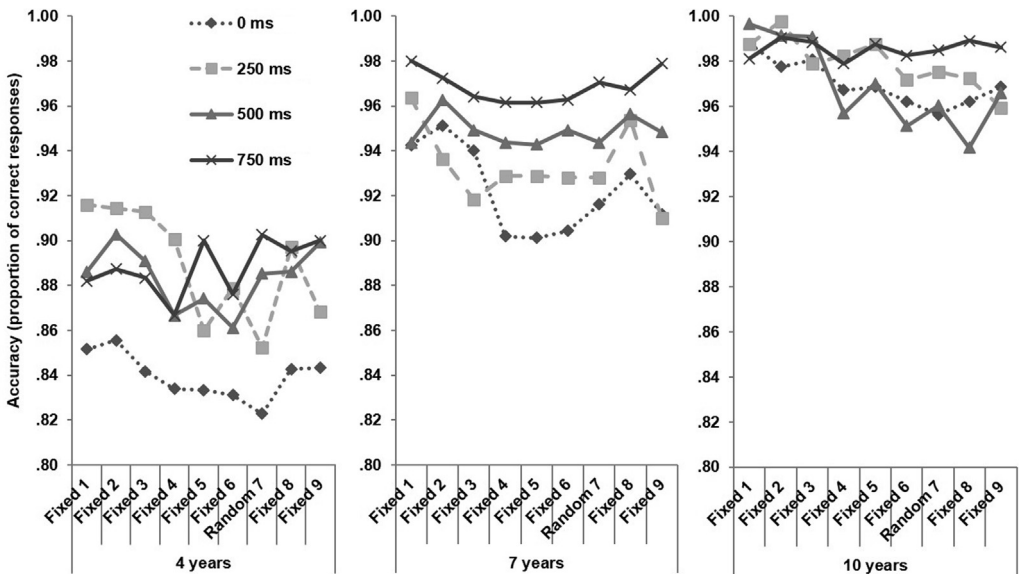 Accuracy (proportion of correct responses)
1.00
.98
.96
.94
.92
.90
.88
.86
.84
.82
.80
0 ms
250 ms
500 ms
750 ms
Fixed 1
Fixed 2
Fixed 3
Fixed 4
Fixed 5
Fixed 6
Random 7
Fixed 8
Fixed 9
4 years
1.00
.98
.96
.94
.92
.90
.88
.86
.84
.82
.80
Fixed 1
Fixed 2
Fixed 3
Fixed 4
Fixed 5
Fixed 6
Random 7
Fixed 8
Fixed 9
7 years
1.00
.98
.96
.94
.92
.90
.88
.86
.84
.82
.80
Fixed 1
Fixed 2
Fixed 3
Fixed 4
Fixed 5
Fixed 6
Random 7
Fixed 8
Fixed 9
10 years